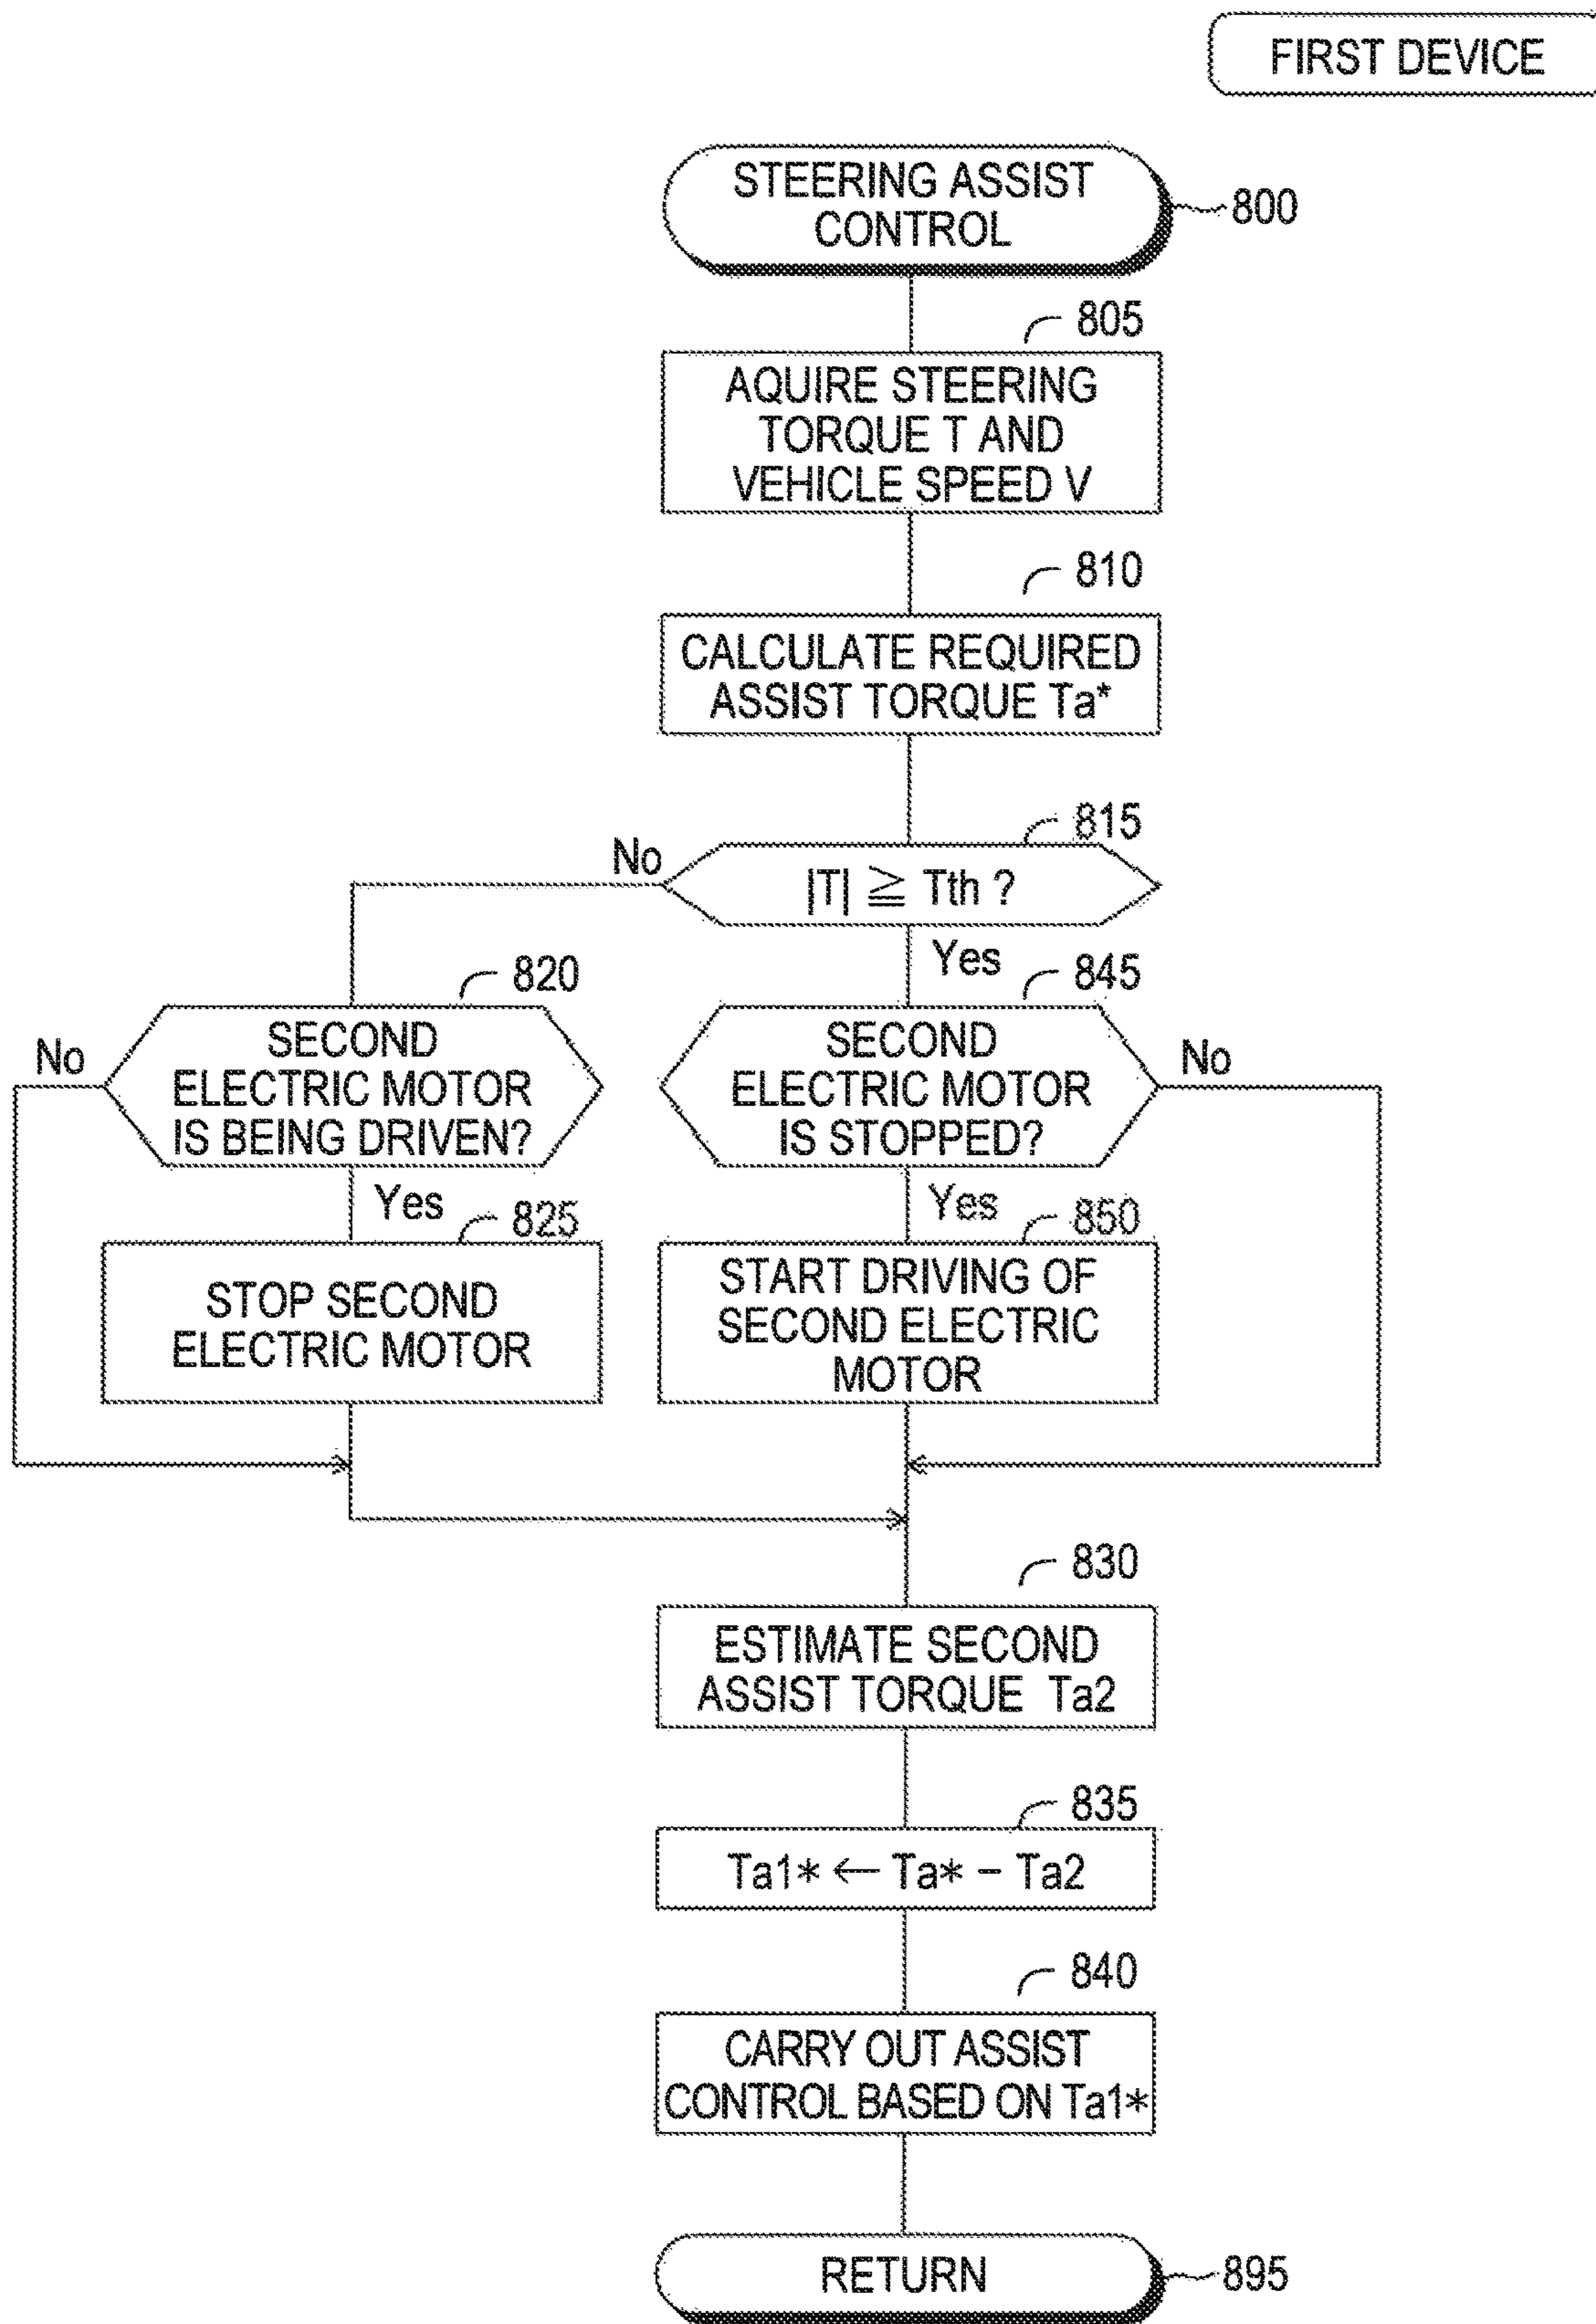 FIRST DEVICE
STEERING ASSIST
CONTROL
800
805
AQUIRE STEERING
TORQUE T AND
VEHICLE SPEED V
810
CALCULATE REQUIRED
ASSIST TORQUE Ta*
815
No
|T| ≧ Tth ?
Yes
820
No
SECOND
ELECTRIC MOTOR
IS BEING DRIVEN?
Yes
825
STOP SECOND
ELECTRIC MOTOR
845
SECOND
ELECTRIC MOTOR
IS STOPPED?
No
Yes
850
START DRIVING OF
SECOND ELECTRIC
MOTOR
830
ESTIMATE SECOND
ASSIST TORQUE Ta2
835
Ta1* ← Ta* − Ta2
840
CARRY OUT ASSIST
CONTROL BASED ON Ta1*
RETURN
895